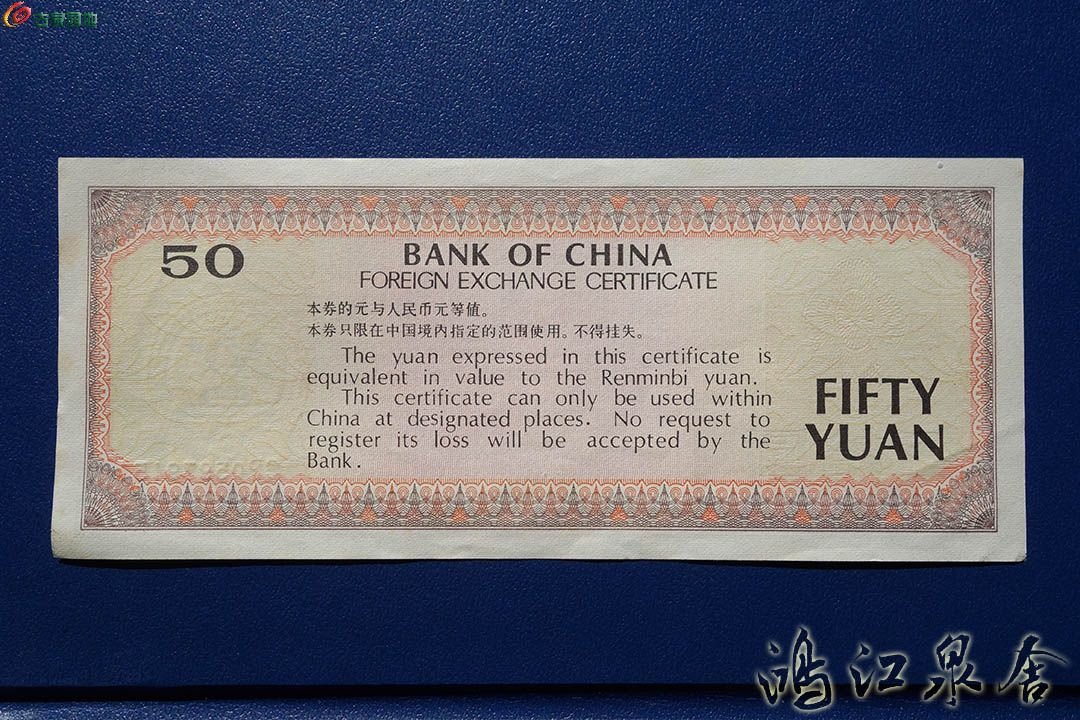 50
BANK OF CHINA
FOREIGN EXCHANGE CERTIFICATE
本券的元与人民币元等值。
本券只限在中国境内指定的范围使用。不得挂失。
The yuan expressed in this certificate is
equivalent in value to the Renminbi yuan.
This certificate can only be used within
China at designated places. No request to
register its loss will be accepted by the
Bank.
FIFTY
YUAN
鸿江泉舍